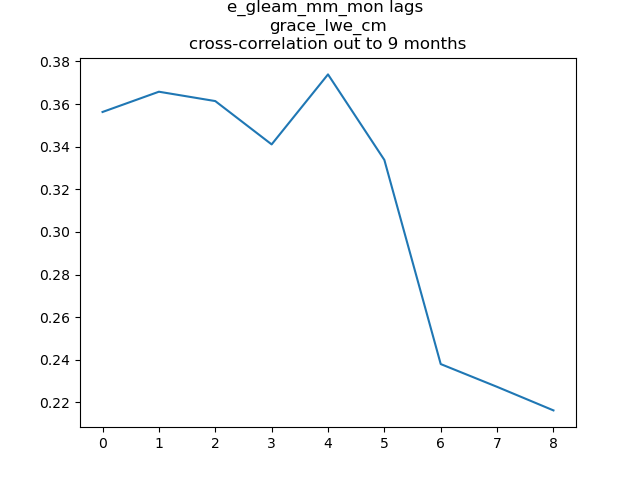 e_gleam_mm_mon lags
grace_lwe_cm
cross-correlation out to 9 months
0.38
0.36
0.34
0.32
0.30
0.28
0.26
0.24
0.22
0 1 2 3 4 5 6 7 8